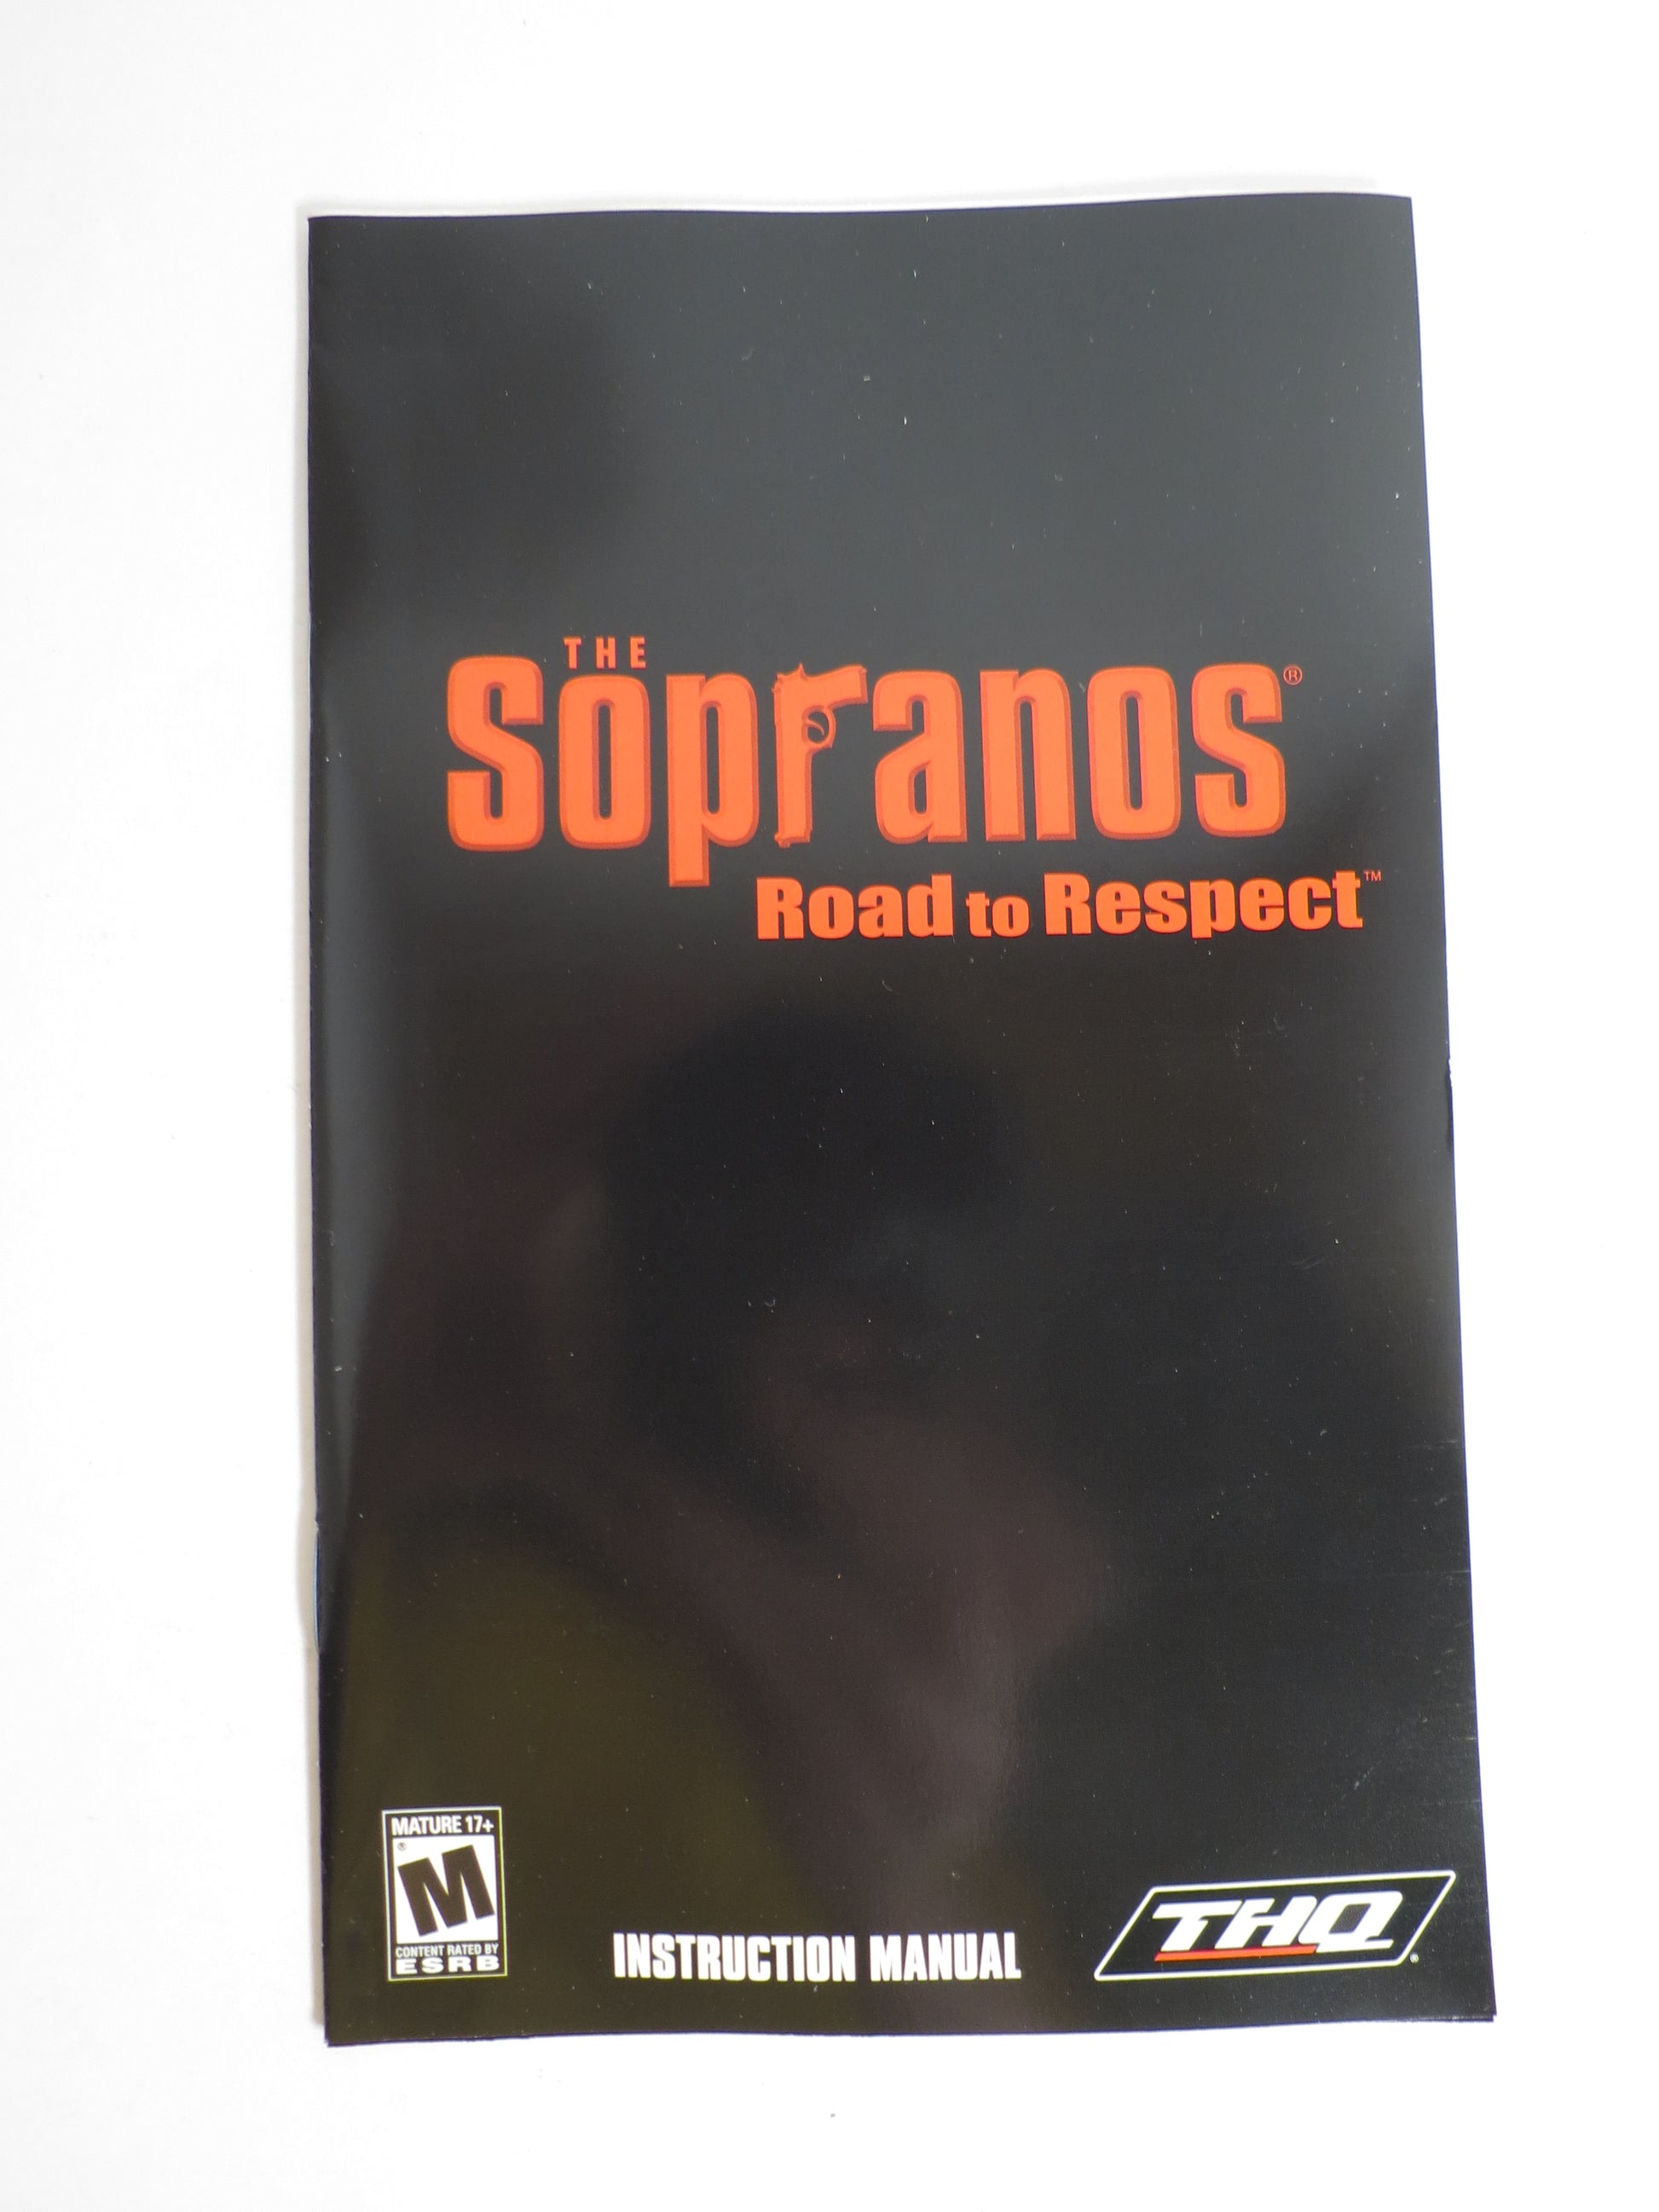 THE
Sopranos®
Road to Respect™
MATURE 17+
M®
CONTENT RATED BY
ESRB
INSTRUCTION MANUAL
THQ®